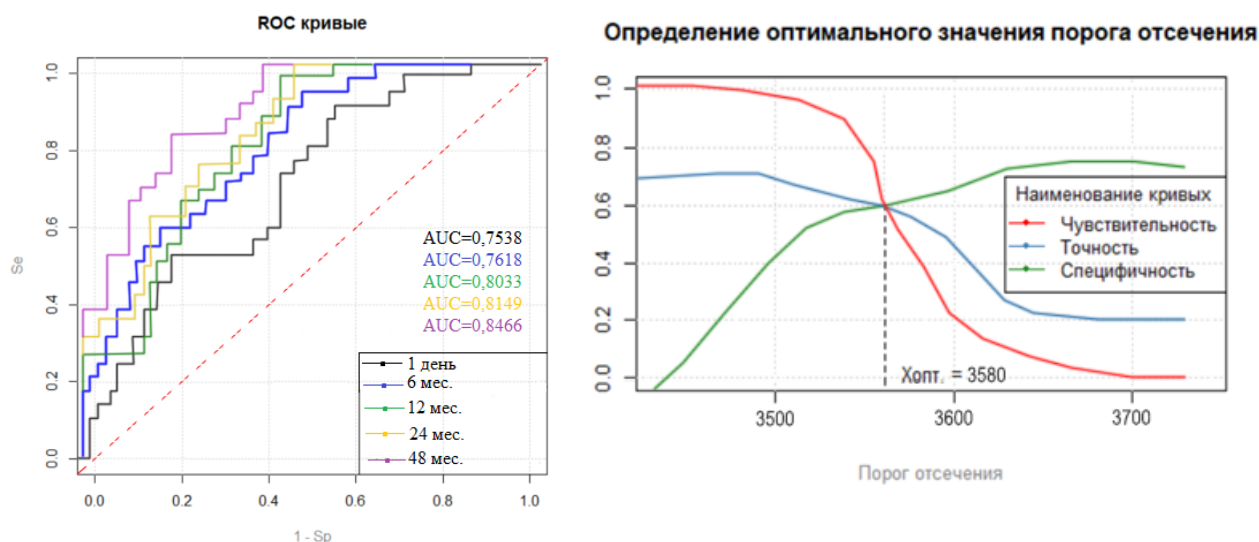 ROC кривые
1.0
0.8
0.6
0.4
0.2
0.0
Se
AUC=0,7538
AUC=0,7618
AUC=0,8033
AUC=0,8149
AUC=0,8466
1 день
6 мес.
12 мес.
24 мес.
48 мес.
0.0 0.2 0.4 0.6 0.8 1.0
1 - Sp
Определение оптимального значения порога отсечения
1.0
0.8
0.6
0.4
0.2
0.0
Наименование кривых
Чувствительность
Точность
Специфичность
Xопт. = 3580
3500 3600 3700
Порог отсечения